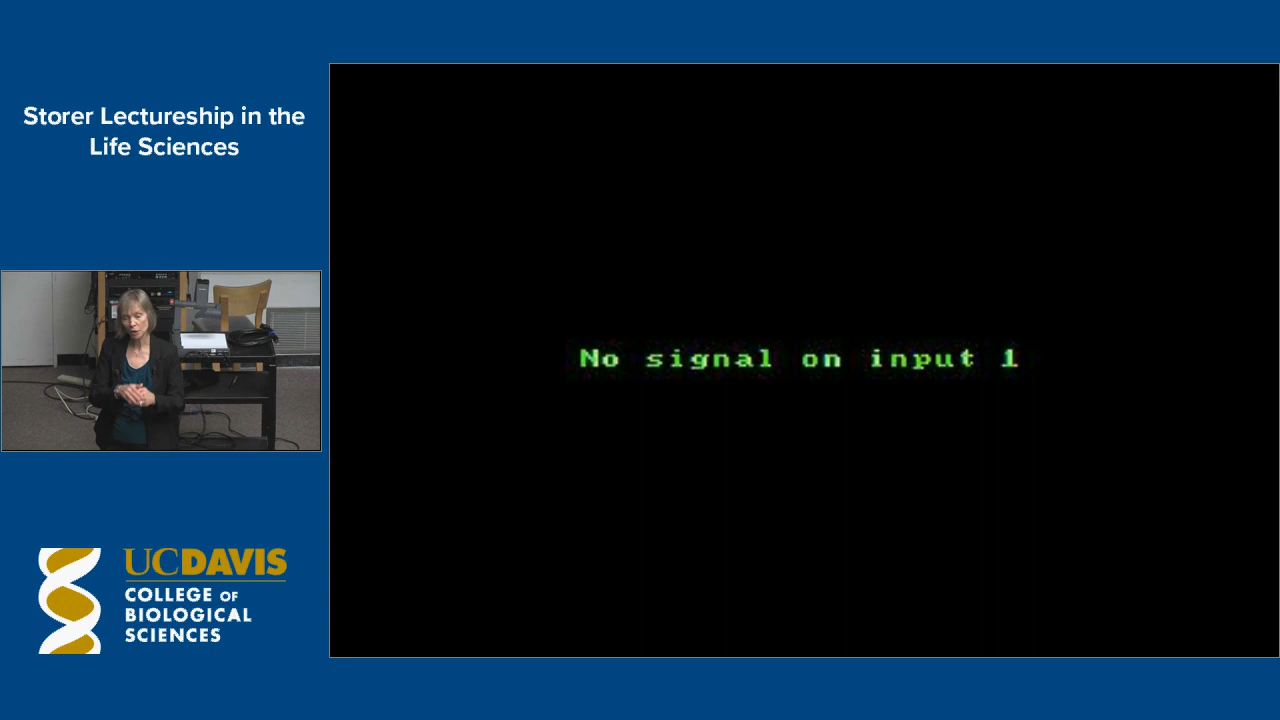 Storer Lectureship in the
Life Sciences
No signal on input 1
UCDAVIS
COLLEGE OF
BIOLOGICAL
SCIENCES